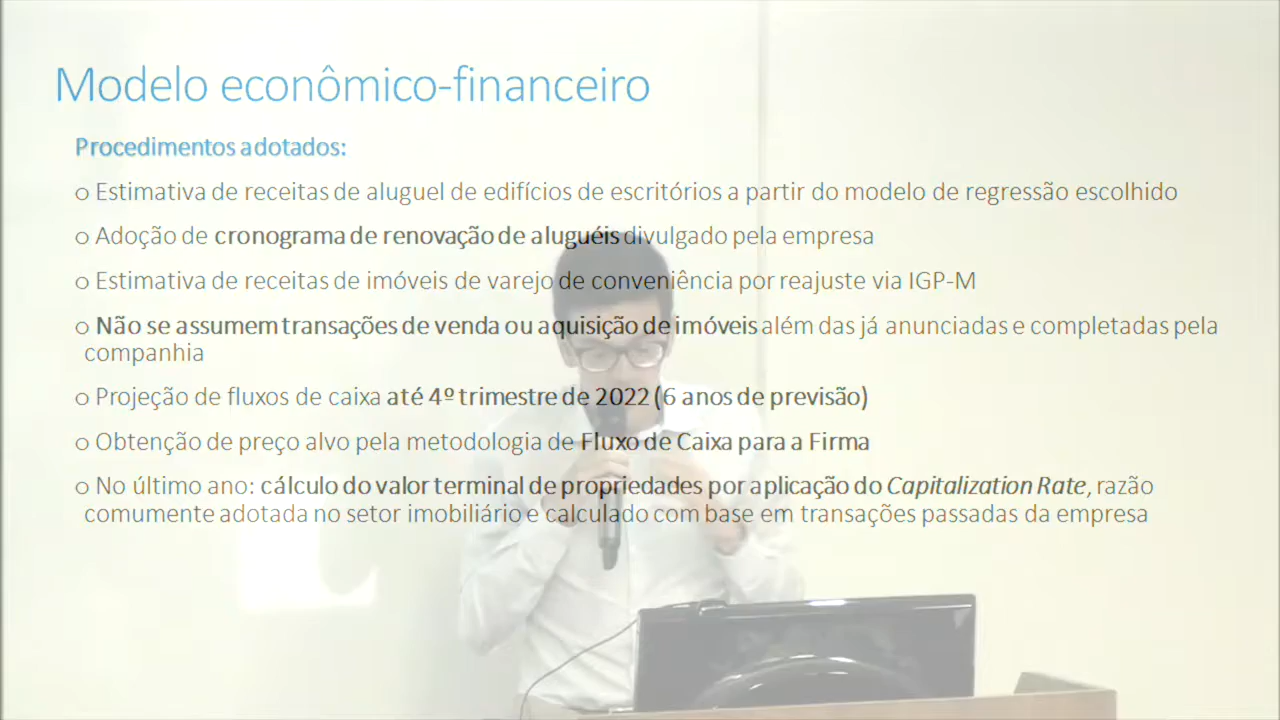 Modelo econômico-financeiro
Procedimentos adotados:
o Estimativa de receitas de aluguel de edifícios de escritórios a partir do modelo de regressão escolhido
o Adoção de cronograma de renovação de aluguéis divulgado pela empresa
o Estimativa de receitas de imóveis de varejo de conveniência por reajuste via IGP-M
o Não se assumem transações de venda ou aquisição de imóveis além das já anunciadas e completadas pela
companhia
o Projeção de fluxos de caixa até 4º trimestre de 2022 (6 anos de previsão)
o Obtenção de preço alvo pela metodologia de Fluxo de Caixa para a Firma
o No último ano: cálculo do valor terminal de propriedades por aplicação do Capitalization Rate, razão
comumente adotada no setor imobiliário e calculado com base em transações passadas da empresa